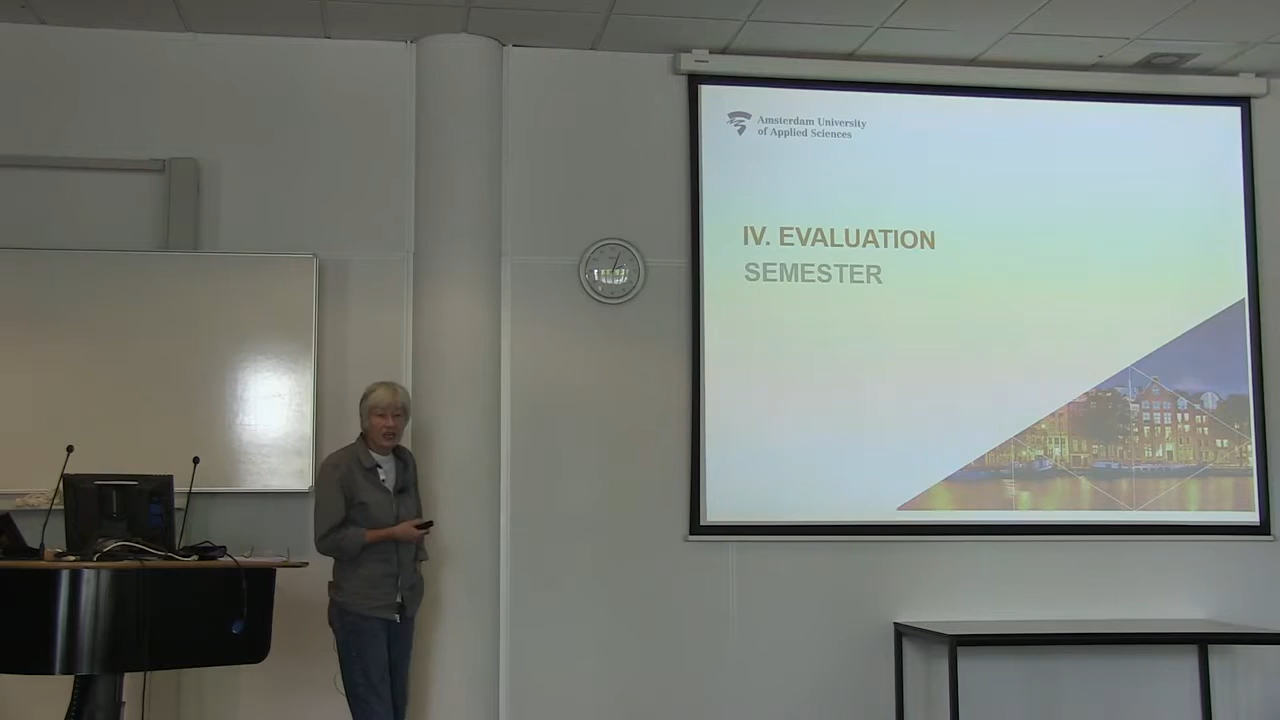 Amsterdam University
of Applied Sciences
IV. EVALUATION
SEMESTER